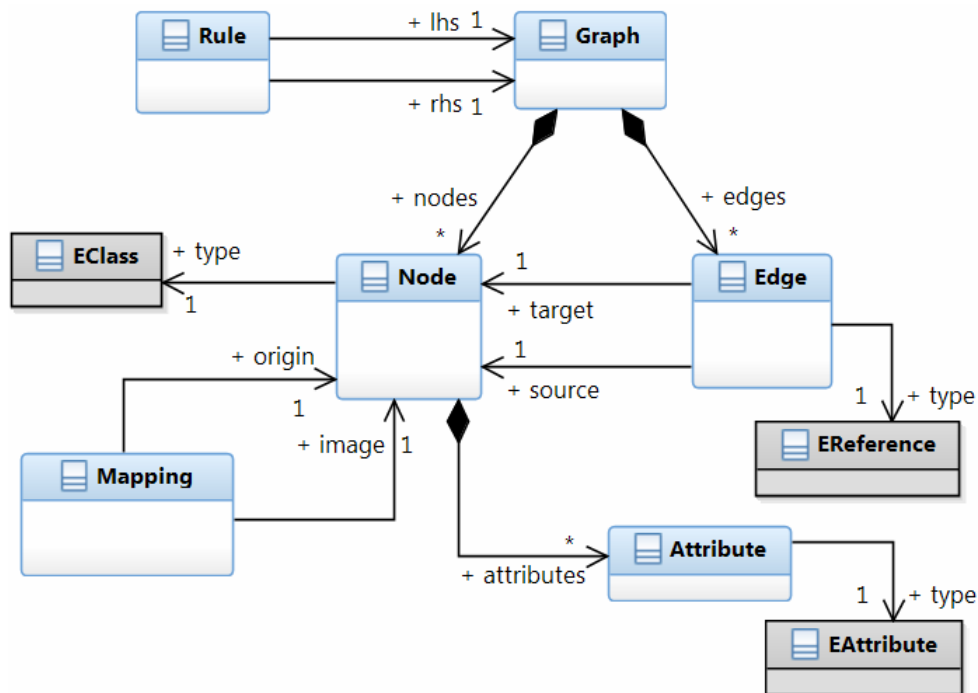 + lhs 1
Rule
Graph
+ rhs 1
+ nodes
+ edges
*
*
EClass
+ type
1
Node
1
+ target
Edge
1
+ source
+ origin
1
+ image
1
1
+ type
EReference
Mapping
*
+ attributes
Attribute
1
+ type
EAttribute